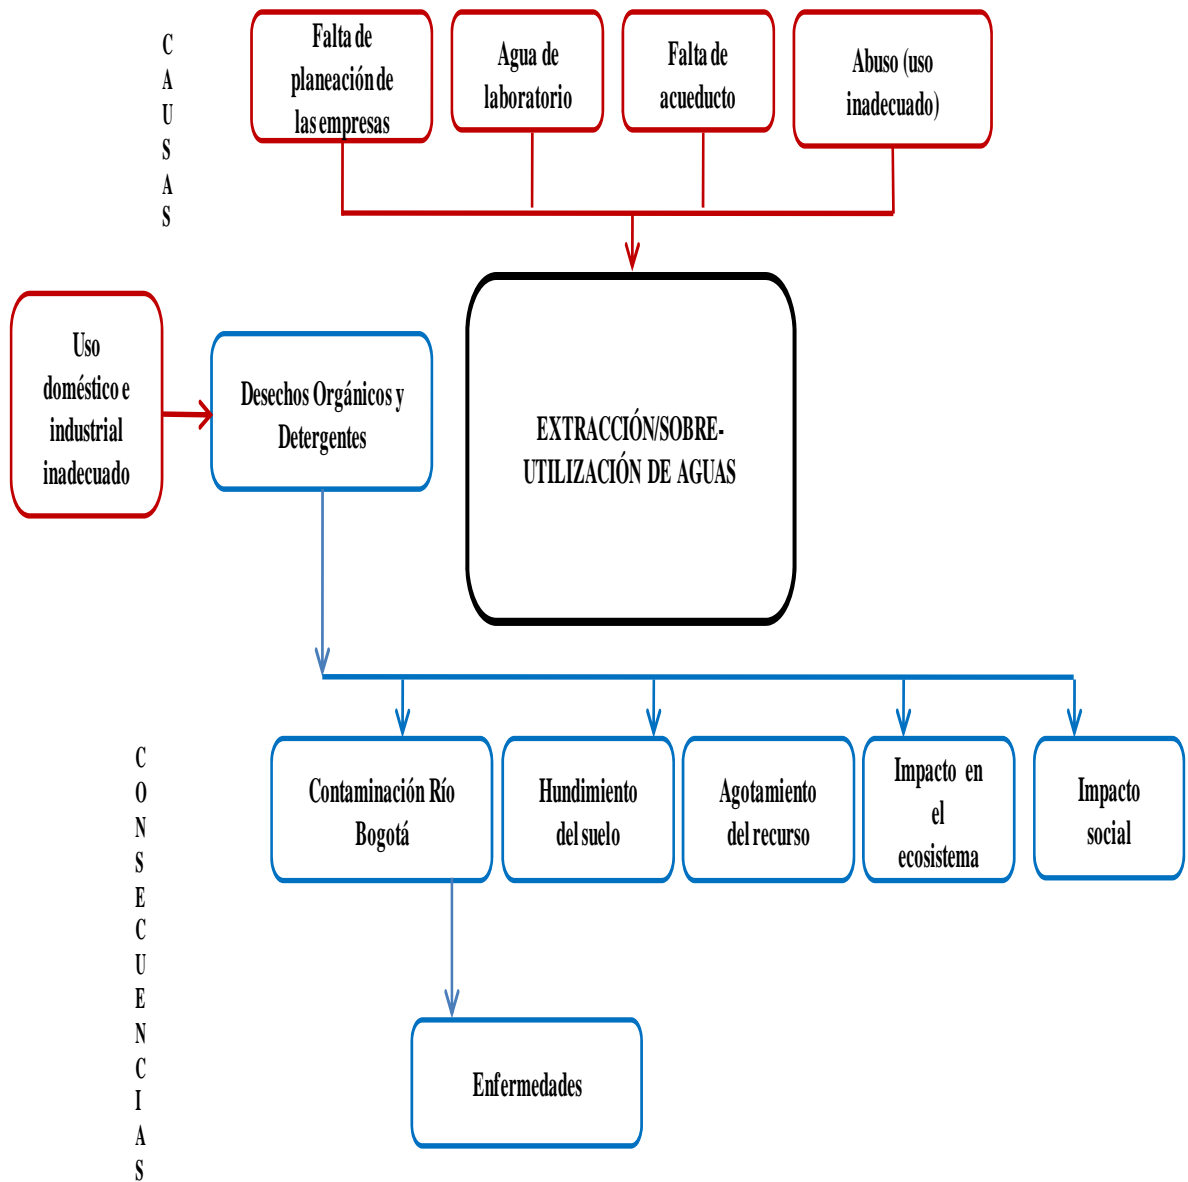 CAUSAS
Falta de
planeación de
las empresas
Agua de
laboratorio
Falta de
acueducto
Abuso (uso
inadecuado)
Uso
doméstico e
industrial
inadecuado
Desechos Orgánicos y
Detergentes
EXTRACCIÓN/SOBRE-
UTILIZACIÓN DE AGUAS
CONSECUENCIAS
Contaminación Río
Bogotá
Hundimiento
del suelo
Agotamiento
del recurso
Impacto en
el
ecosistema
Impacto
social
Enfermedades